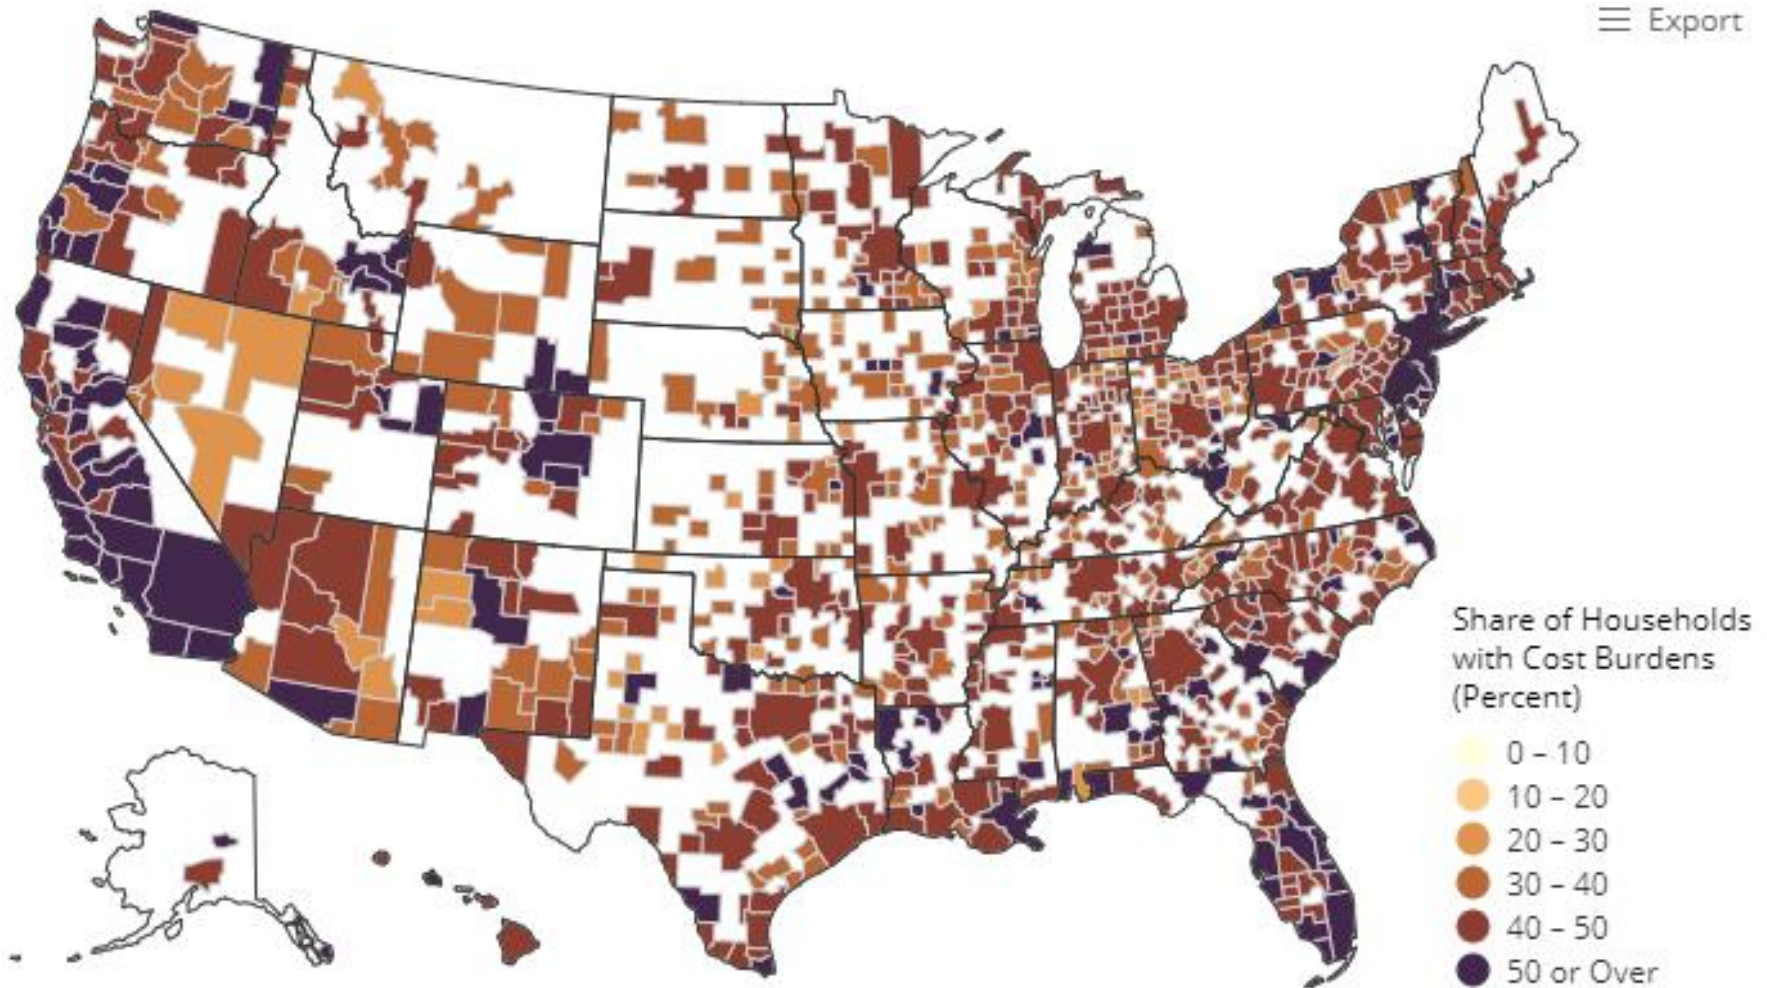 ☰ Export
Share of Households
with Cost Burdens
(Percent)
0 – 10
10 – 20
20 – 30
30 – 40
40 – 50
50 or Over